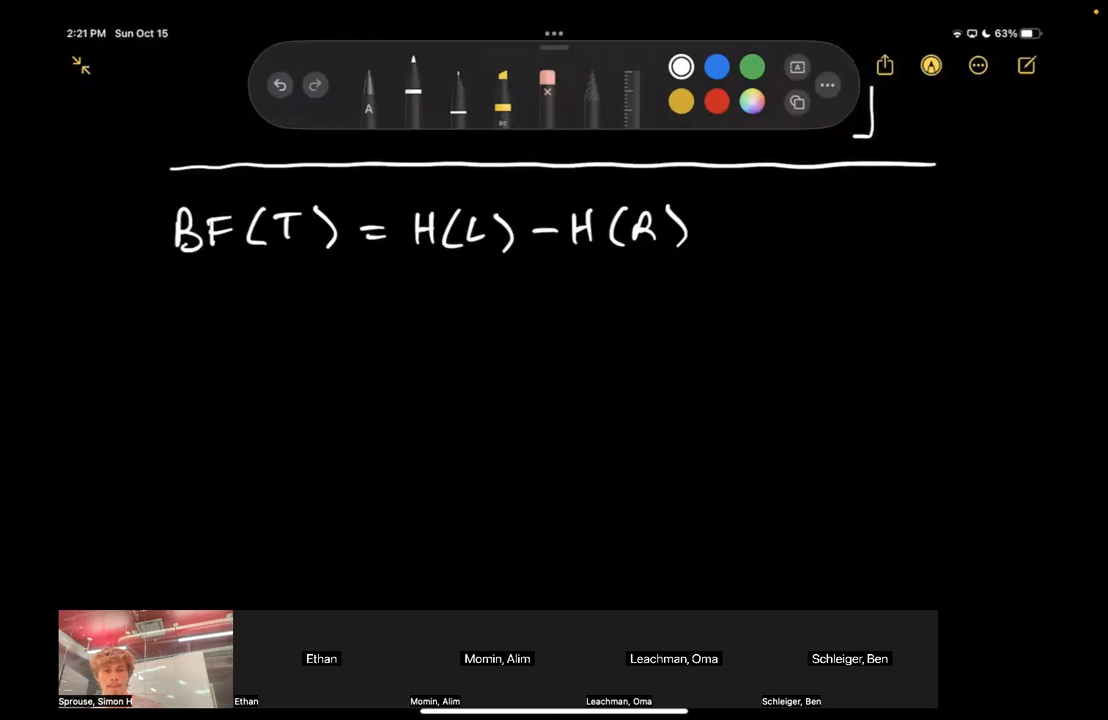 2:21 PM Sun Oct 15
63%
A
80
A
BF(T) = H(L) - H(R)
Ethan
Momin, Alim
Leachman, Oma
Schleiger, Ben
Sprouse, Simon H
Ethan
Momin, Alim
Leachman, Oma
Schleiger, Ben